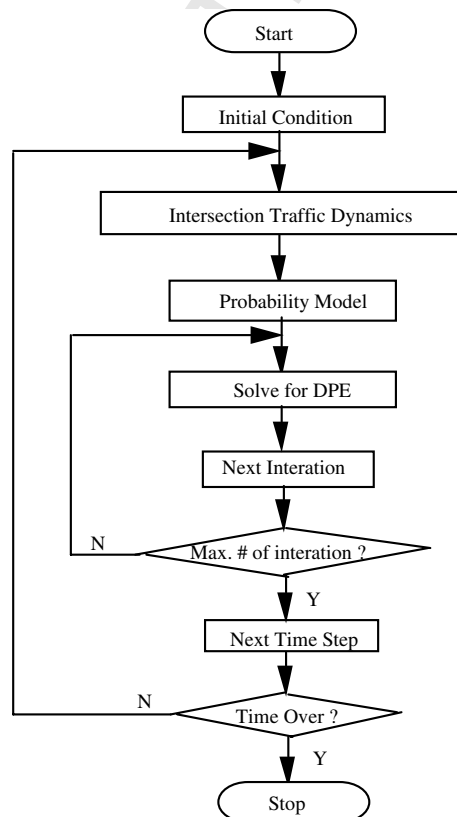 Start
Initial Condition
Intersection Traffic Dynamics
Probability Model
Solve for DPE
Next Interation
N
Max. # of interation ?
Y
Next Time Step
N
Time Over ?
Y
Stop